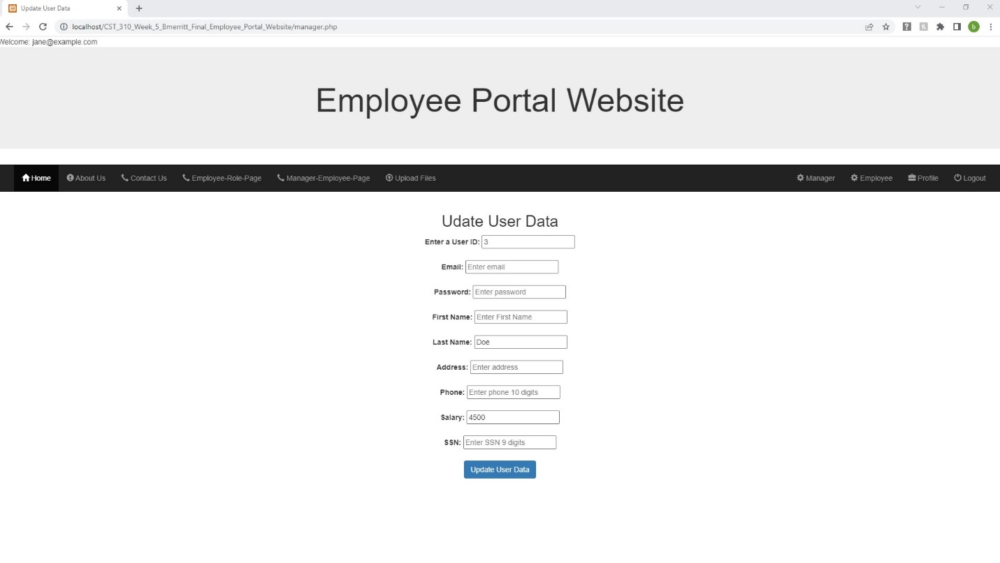 Update User Data
localhost/CST_310_Week_5_Bmerritt_Final_Employee_Portal_Website/manager.php
b
Welcome: jane@example.com
Employee Portal Website
Home About Us Contact Us Employee-Role-Page Manager-Employee-Page Upload Files Manager Employee Profile Logout
Udate User Data
Enter a User ID: 3
Email: Enter email
Password: Enter password
First Name: Enter First Name
Last Name: Doe
Address: Enter address
Phone: Enter phone 10 digits
Salary: 4500
SSN: Enter SSN 9 digits
Update User Data